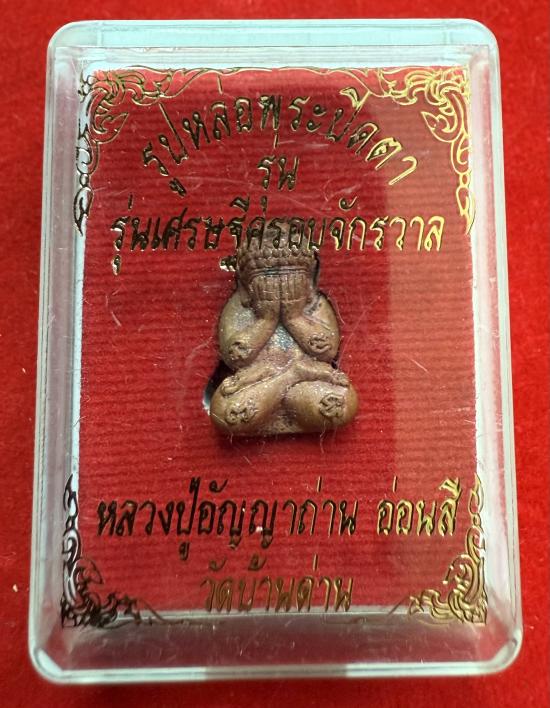 รูปหล่อพระปิดตา
รุ่น
รุ่นเศรษฐีครอบจักรวาล
หลวงปู่อัญญาถ่าน อ่อนสี
วัดบ้านด่าน